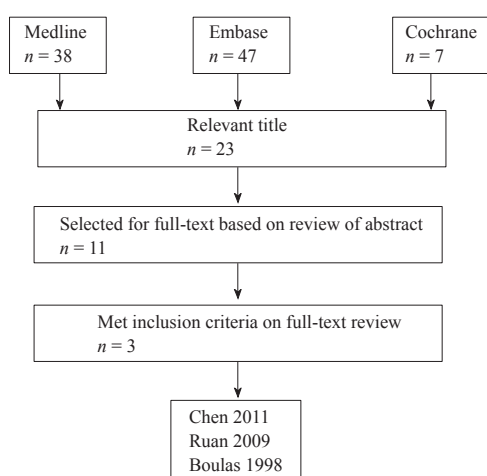 Medline
n = 38
Embase
n = 47
Cochrane
n = 7
Relevant title
n = 23
Selected for full-text based on review of abstract
n = 11
Met inclusion criteria on full-text review
n = 3
Chen 2011
Ruan 2009
Boulas 1998